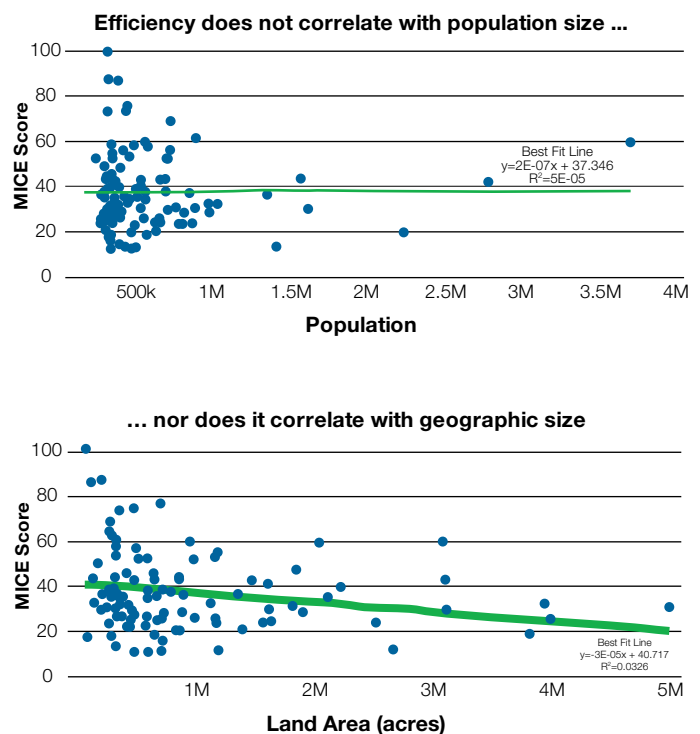 Efficiency does not correlate with population size ...
MICE Score
100
80
60
40
20
0
Best Fit Line
y=2E-07x + 37.346
R²=5E-05
500k 1M 1.5M 2M 2.5M 3M 3.5M 4M
Population
... nor does it correlate with geographic size
MICE Score
100
80
60
40
20
0
Best Fit Line
y=-3E-05x + 40.717
R²=0.0326
1M 2M 3M 4M 5M
Land Area (acres)